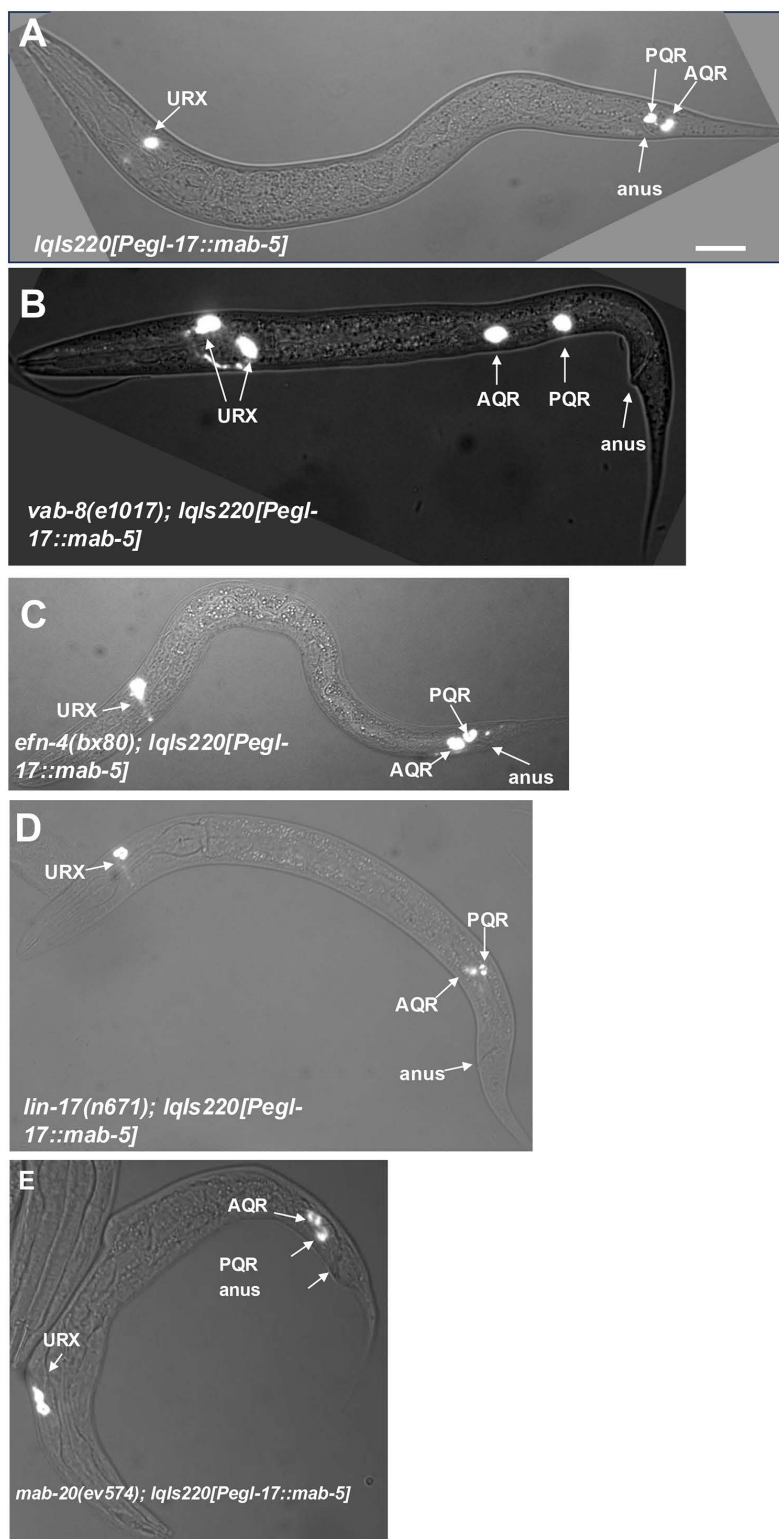 A
URX
PQR
AQR
anus
lqIs220[Pegl-17::mab-5]
B
URX
AQR
PQR
anus
vab-8(e1017); lqIs220[Pegl-
17::mab-5]
C
URX
PQR
AQR
anus
efn-4(bx80); lqIs220[Pegl-
17::mab-5]
D
URX
PQR
AQR
anus
lin-17(n671); lqIs220[Pegl-
17::mab-5]
E
AQR
PQR
anus
URX
mab-20(ev574); lqIs220[Pegl-17::mab-5]